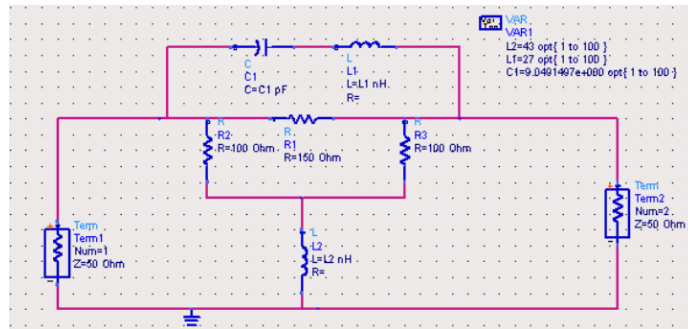 VAR
VAR1
L2=43 opt{ 1 to 100 }
L1=27 opt{ 1 to 100 }
C1=9.0491497e+000 opt{ 1 to 100 }
C
C1
C=C1 pF
L
L1
L=L1 nH
R=
R
R2
R=100 Ohm
R
R1
R=150 Ohm
R
R3
R=100 Ohm
Term
Term1
Num=1
Z=50 Ohm
L
L2
L=L2 nH
R=
Term
Term2
Num=2
Z=50 Ohm